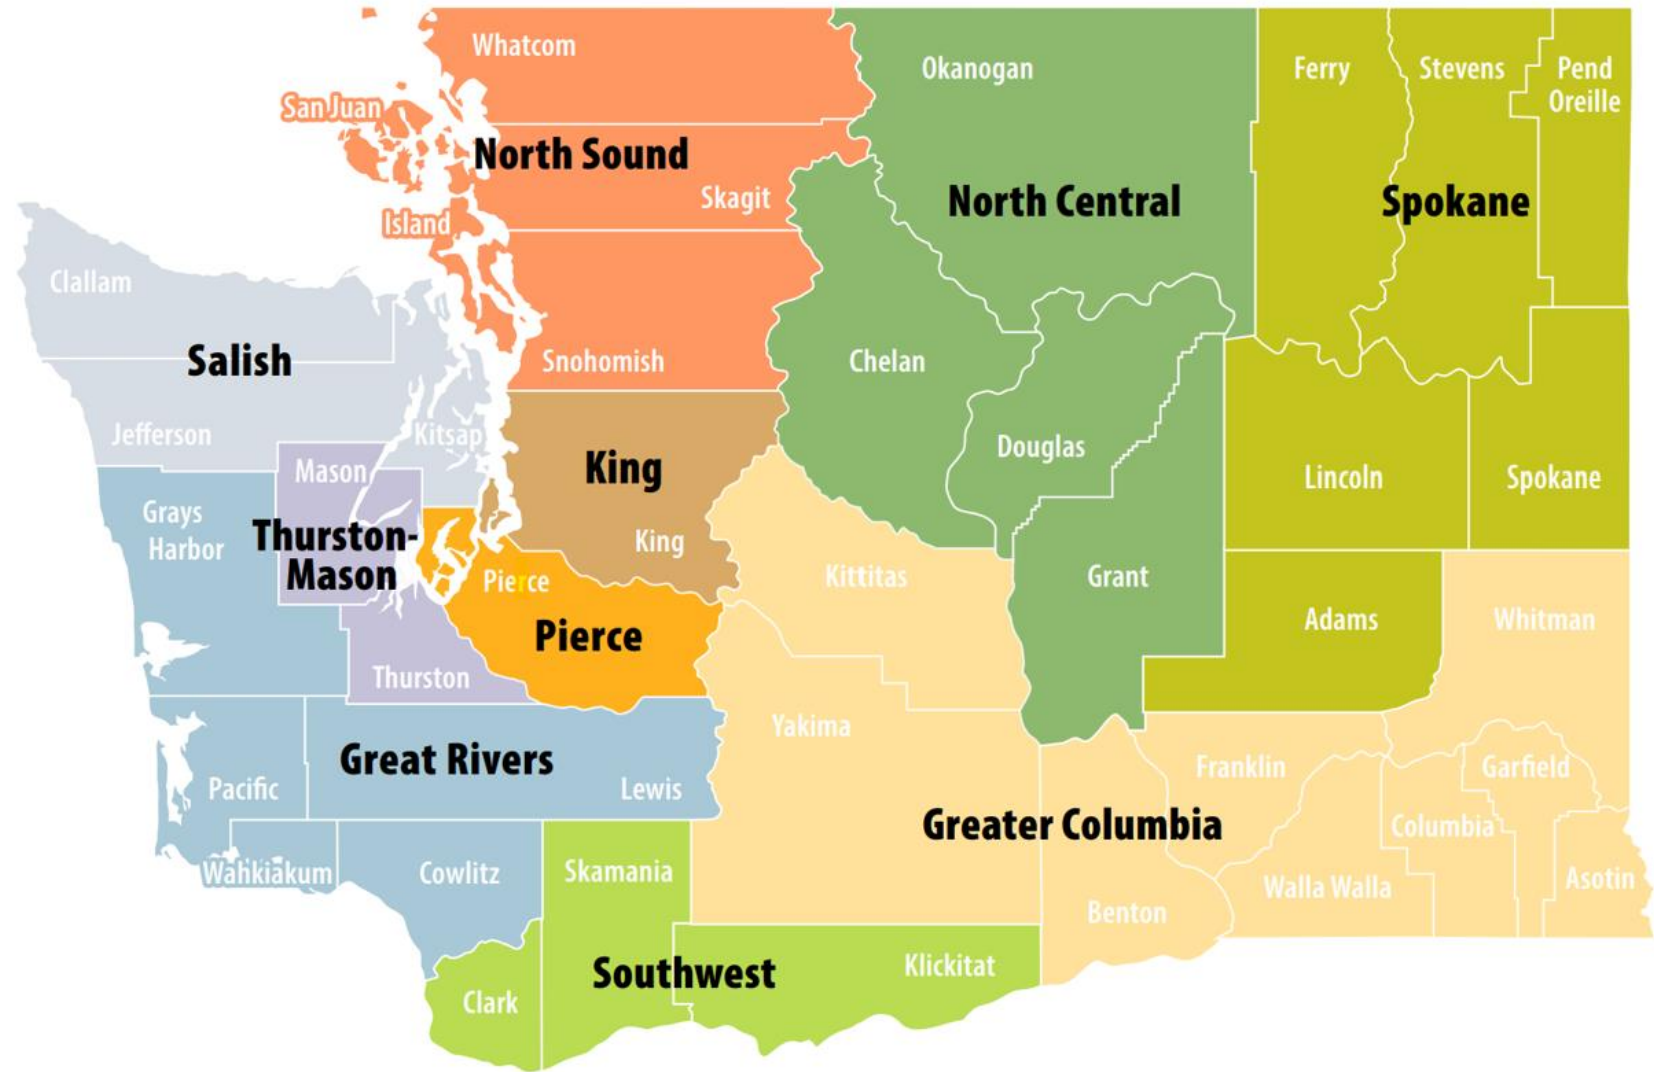 Whatcom
Okanogan
Ferry
Stevens
Pend
Oreille
San Juan
North Sound
Skagit
Island
North Central
Spokane
Clallam
Salish
Snohomish
Chelan
Jefferson
Kitsap
Mason
King
Douglas
Lincoln
Spokane
Grays
Harbor
Thurston-
Mason
King
Pierce
Kittitas
Grant
Pierce
Adams
Whitman
Thurston
Yakima
Great Rivers
Pacific
Lewis
Franklin
Garfield
Greater Columbia
Columbia
Wahkiakum
Cowlitz
Skamania
Walla Walla
Asotin
Benton
Southwest
Klickitat
Clark